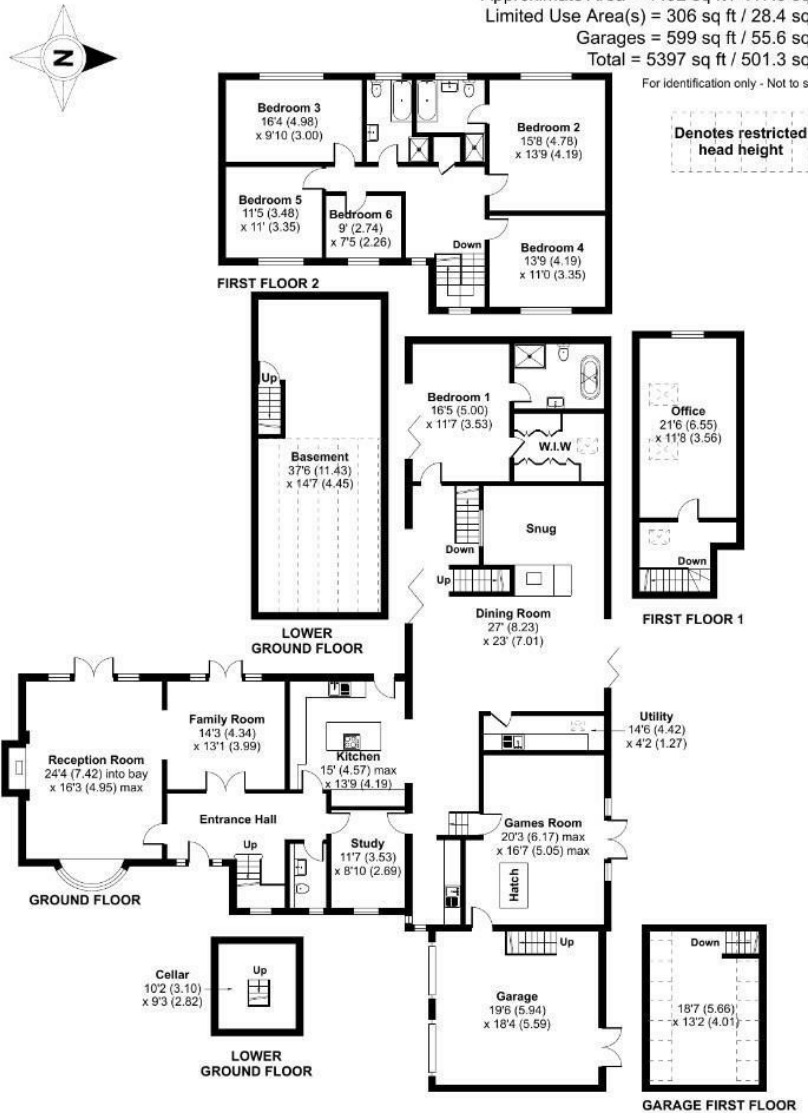 Limited Use Area(s) = 306 sq ft / 28.4 sq
Garages = 599 sq ft / 55.6 sq
Total = 5397 sq ft / 501.3 sq
For identification only - Not to s
N
Denotes restricted
head height
Bedroom 3
16'4 (4.98)
x 9'10 (3.00)
Bedroom 2
15'8 (4.78)
x 13'9 (4.19)
Bedroom 5
11'5 (3.48)
x 11' (3.35)
Bedroom 6
9' (2.74)
x 7'5 (2.26)
Down
Bedroom 4
13'9 (4.19)
x 11'0 (3.35)
FIRST FLOOR 2
Up
Basement
37'6 (11.43)
x 14'7 (4.45)
LOWER
GROUND FLOOR
Bedroom 1
16'5 (5.00)
x 11'7 (3.53)
W.I.W
Snug
Down
Up
Dining Room
27' (8.23)
x 23' (7.01)
Office
21'6 (6.55)
x 11'8 (3.56)
Down
FIRST FLOOR 1
Utility
14'6 (4.42)
x 4'2 (1.27)
Reception Room
24'4 (7.42) into bay
x 16'3 (4.95) max
Family Room
14'3 (4.34)
x 13'1 (3.99)
Kitchen
15' (4.57) max
x 13'9 (4.19)
Entrance Hall
Up
Study
11'7 (3.53)
x 8'10 (2.69)
Games Room
20'3 (6.17) max
x 16'7 (5.05) max
Hatch
GROUND FLOOR
Cellar
10'2 (3.10)
x 9'3 (2.82)
Up
LOWER
GROUND FLOOR
Up
Garage
19'6 (5.94)
x 18'4 (5.59)
Down
18'7 (5.66)
x 13'2 (4.01)
GARAGE FIRST FLOOR